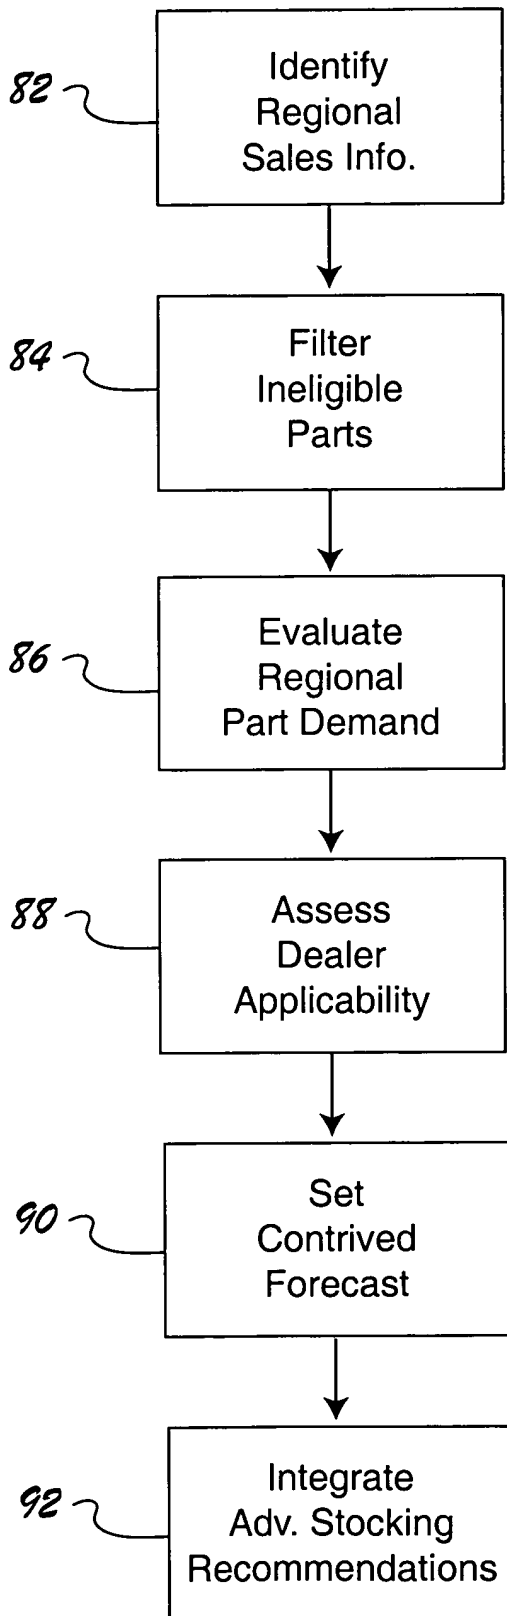 82
Identify
Regional
Sales Info.
84
Filter
Ineligible
Parts
86
Evaluate
Regional
Part Demand
88
Assess
Dealer
Applicability
90
Set
Contrived
Forecast
92
Integrate
Adv. Stocking
Recommendations